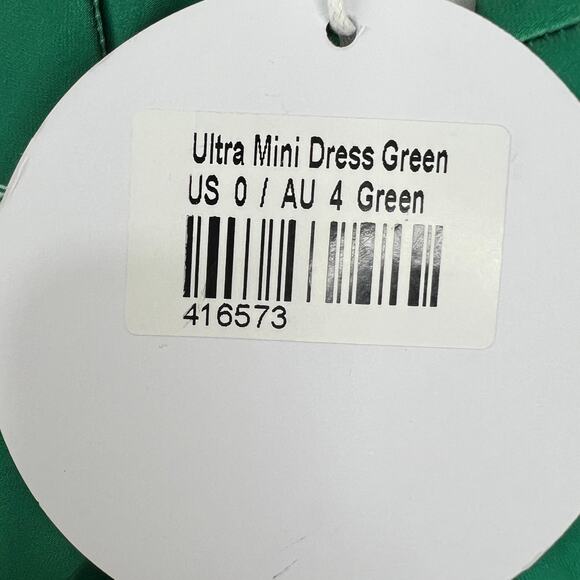 Ultra Mini Dress Green
US 0 / AU 4 Green
416573